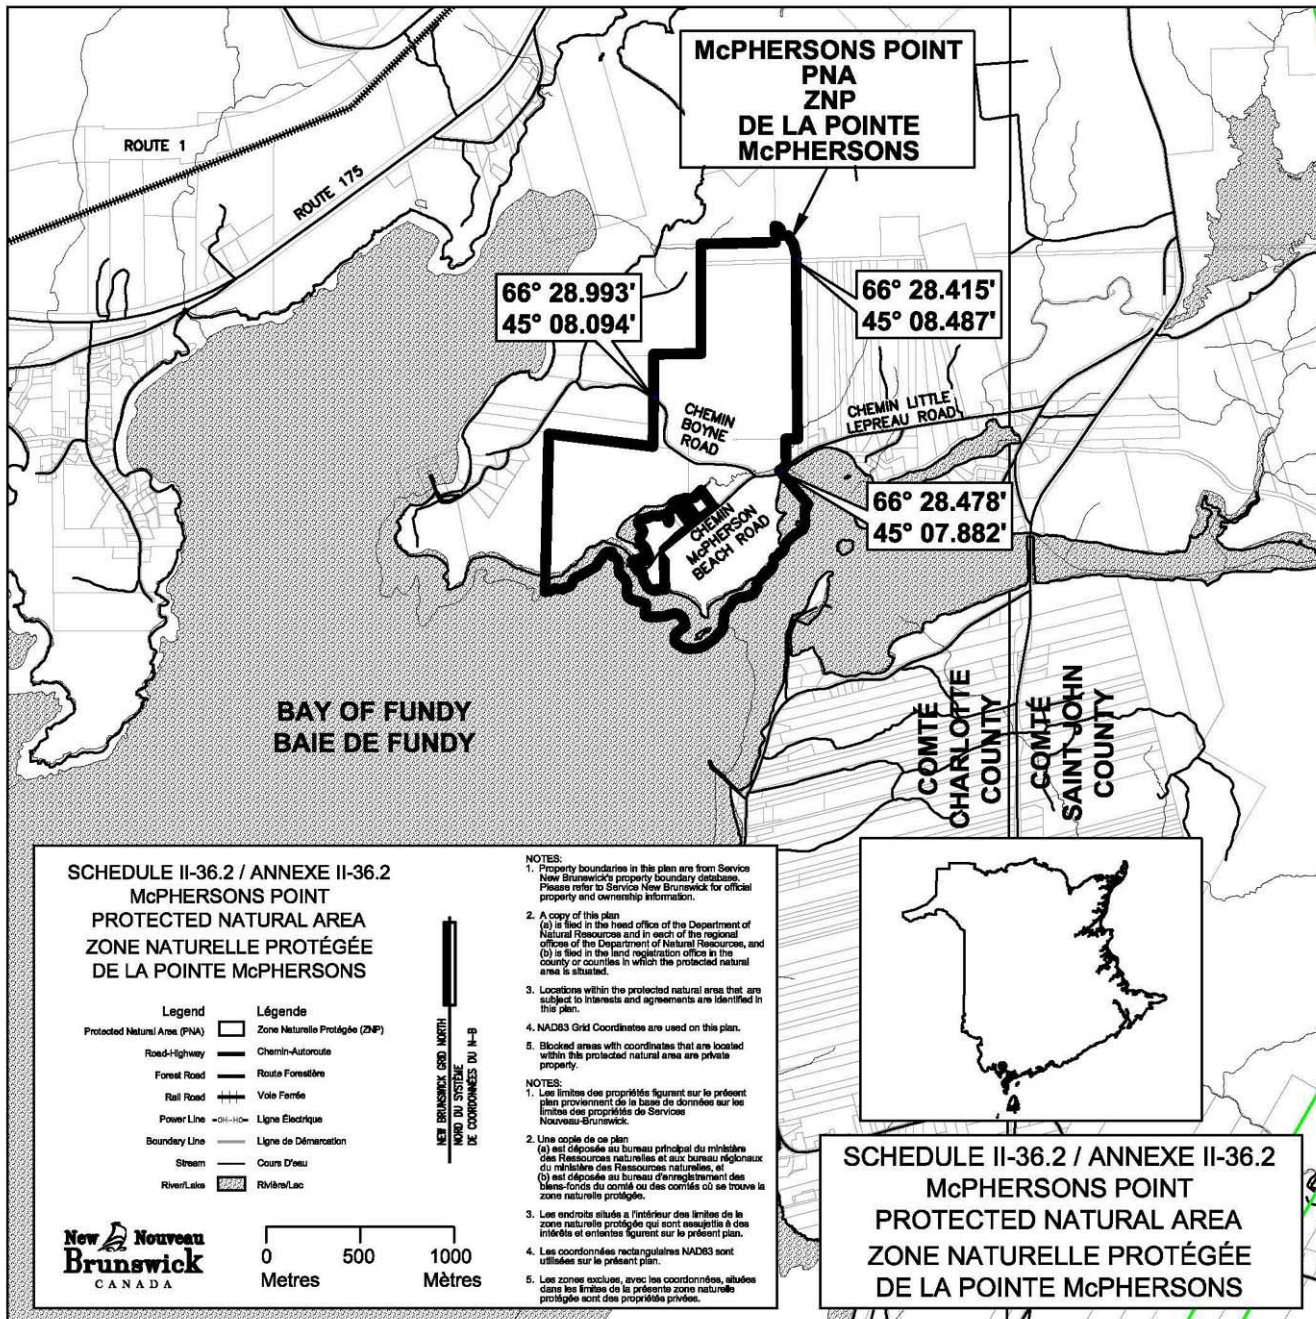 McPHERSONS POINT
PNA
ZNP
DE LA POINTE
McPHERSONS
ROUTE 1
ROUTE 175
66° 28.993'
45° 08.094'
66° 28.415'
45° 08.487'
CHEMIN
BOYNE
ROAD
CHEMIN LITTLE
LEPREAU ROAD
66° 28.478'
45° 07.882'
CHEMIN
McPHERSON
BEACH ROAD
BAY OF FUNDY
BAIE DE FUNDY
COMTÉ
CHARLOTTE
COUNTY
COMTÉ
SAINT JOHN
COUNTY
SCHEDULE II-36.2 / ANNEXE II-36.2
McPHERSONS POINT
PROTECTED NATURAL AREA
ZONE NATURELLE PROTÉGÉE
DE LA POINTE McPHERSONS
Legend Légende
Protected Natural Area (PNA) Zone Naturelle Protégée (ZNP)
Road-Highway Chemin-Autoroute
Forest Road Route Forestière
Rail Road Voie Ferrée
Power Line -OH-HO- Ligne Électrique
Boundary Line Ligne de Démarcation
Stream Cours D'eau
River/Lake Rivière/Lac
NEW BRUNSWICK GRID NORTH
NORD DU SYSTÈME
DE COORDONNÉES DU N-B
New Nouveau
Brunswick
CANADA
0 500 1000
Metres Mètres
NOTES:
1. Property boundaries in this plan are from Service
New Brunswick's property boundary database.
Please refer to Service New Brunswick for official
property and ownership information.
2. A copy of this plan
(a) is filed in the head office of the Department of
Natural Resources and in each of the regional
offices of the Department of Natural Resources, and
(b) is filed in the land registration office in the
county or counties in which the protected natural
area is situated.
3. Locations within the protected natural area that are
subject to interests and agreements are identified in
this plan.
4. NAD83 Grid Coordinates are used on this plan.
5. Blocked areas with coordinates that are located
within this protected natural area are private
property.
NOTES:
1. Les limites des propriétés figurant sur le présent
plan proviennent de la base de données sur les
limites des propriétés de Services
Nouveau-Brunswick.
2. Une copie de ce plan
(a) est déposée au bureau principal du ministère
des Ressources naturelles et aux bureau régionaux
du ministère des Ressources naturelles, et
(b) est déposée au bureau d'enregistrement des
biens-fonds du comté ou des comtés où se trouve la
zone naturelle protégée.
3. Les endroits situés a l'intérieur des limites de la
zone naturelle protégée qui sont assujettis à des
intérêts et ententes figurent sur le présent plan.
4. Les coordonnées rectangulaires NAD83 sont
utilisées sur le présent plan.
5. Les zones exclues, avec les coordonnées, situées
dans les limites de la présente zone naturelle
protégée sont des propriétés privées.
4
SCHEDULE II-36.2 / ANNEXE II-36.2
McPHERSONS POINT
PROTECTED NATURAL AREA
ZONE NATURELLE PROTÉGÉE
DE LA POINTE McPHERSONS